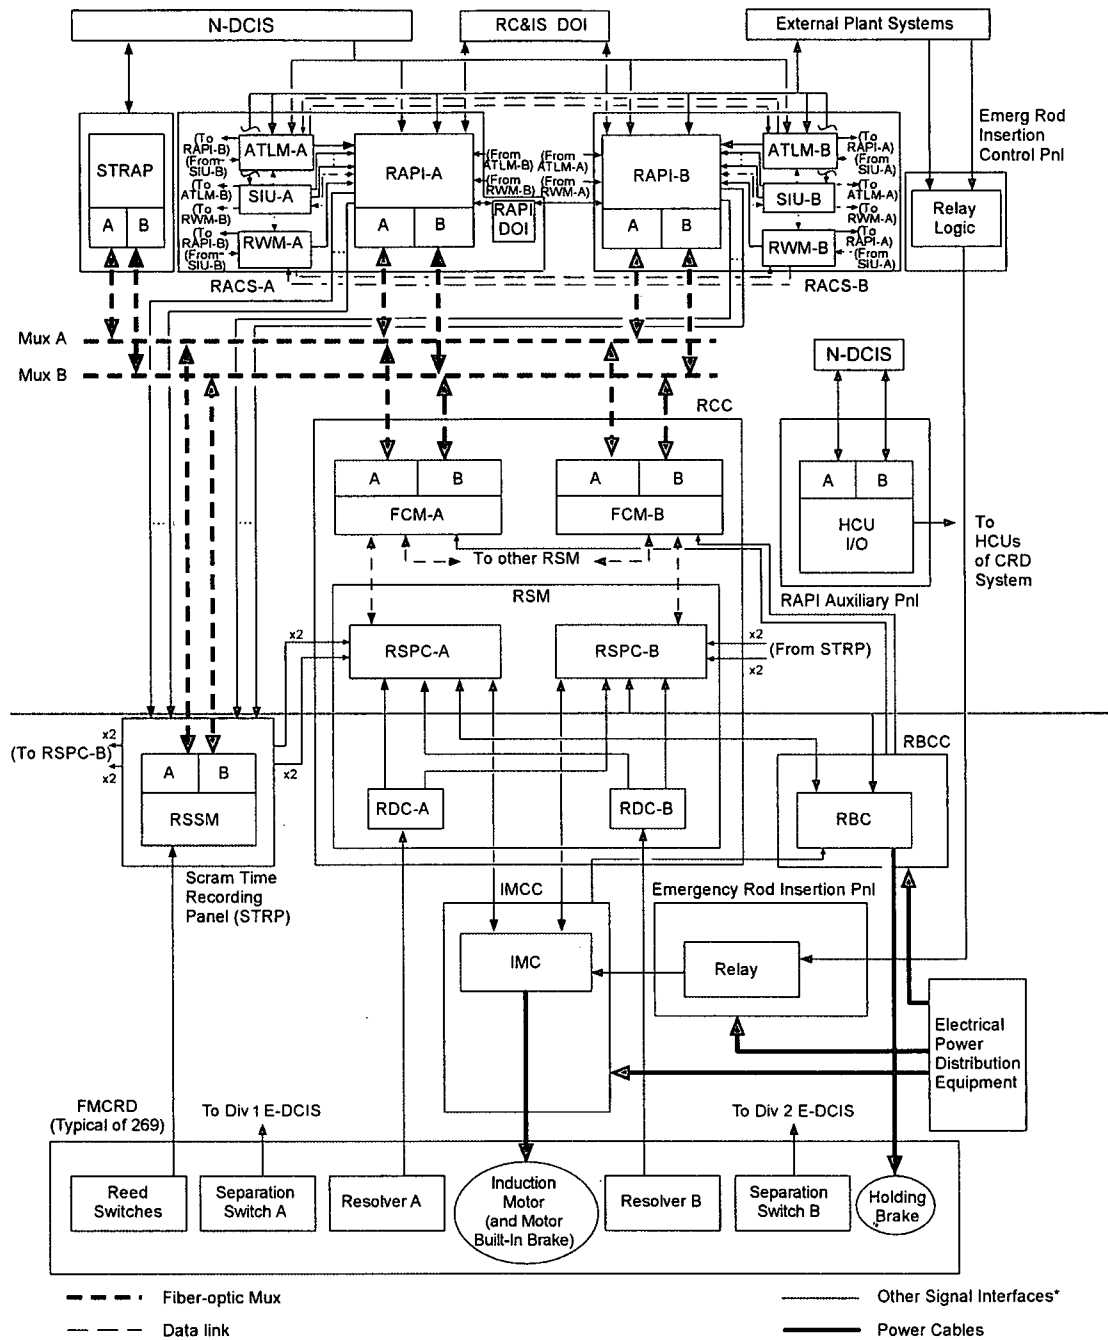 N-DCIS
RC&IS DOI
External Plant Systems
Emerg Rod
Insertion
Control Pnl
STRAP
A
B
(To
RAPI-B)
(From
SIU-B)
(To
ATLM-B)
(To
RWM-B)
(To
RAPI-B)
(From
SIU-B)
ATLM-A
SIU-A
RWM-A
RAPI-A
A
B
(From
ATLM-B)
(From
RWM-B)
(From
ATLM-A)
(From
RWM-A)
RAPI
DOI
RAPI-B
A
B
ATLM-B
SIU-B
RWM-B
(To
RAPI-A)
(From
SIU-A)
(To
ATLM-A)
(To
RWM-A)
(To
RAPI-A)
(From
SIU-A)
Relay
Logic
RACS-A
RACS-B
Mux A
Mux B
N-DCIS
RCC
A
B
FCM-A
A
B
FCM-B
A
B
HCU
I/O
To
HCUs
of CRD
System
To other RSM
RAPI Auxiliary Pnl
RSM
x2
RSPC-A
RSPC-B
x2
(From STRP)
x2
x2
(To RSPC-B)
x2
x2
A
B
RSSM
RBCC
RDC-A
RDC-B
RBC
Scram Time
Recording
Panel (STRP)
IMCC
Emergency Rod Insertion Pnl
IMC
Relay
Electrical
Power
Distribution
Equipment
FMCRD
(Typical of 269)
To Div 1 E-DCIS
To Div 2 E-DCIS
Reed
Switches
Separation
Switch A
Resolver A
Induction
Motor
(and Motor
Built-In Brake)
Resolver B
Separation
Switch B
Holding
Brake
Fiber-optic Mux
Other Signal Interfaces*
Data link
Power Cables